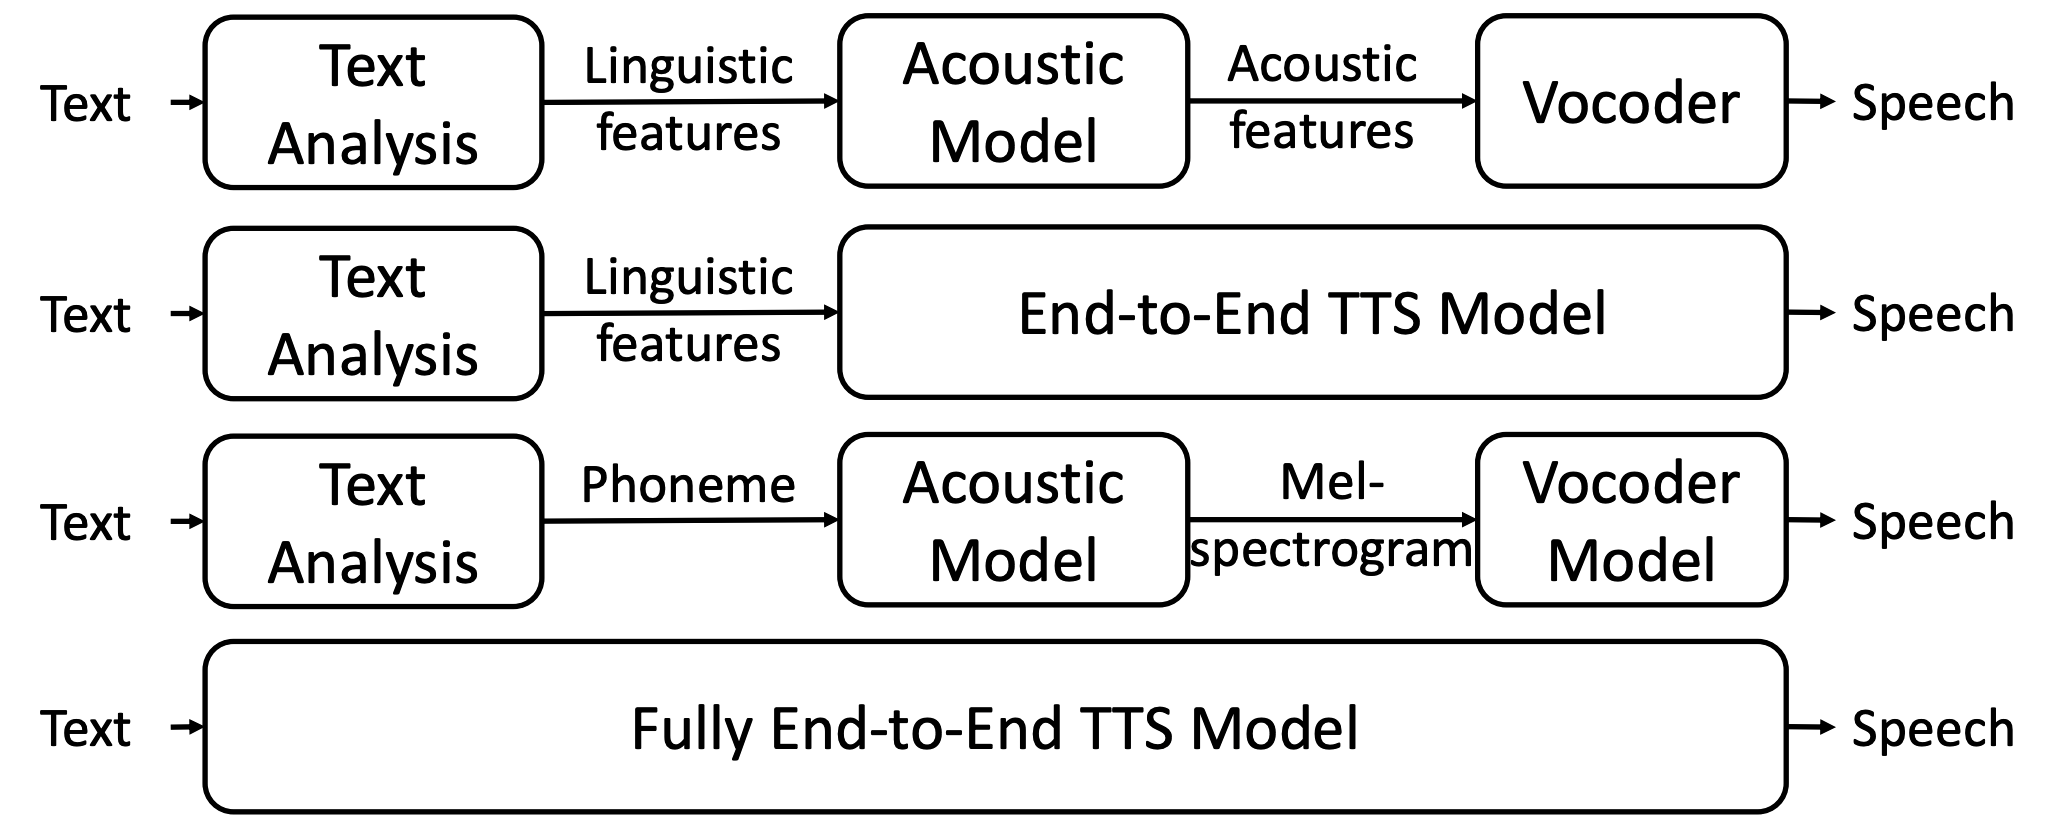 Text
Text
Analysis
Linguistic
features
Acoustic
Model
Acoustic
features
Vocoder
Speech
Text
Text
Analysis
Linguistic
features
End-to-End TTS Model
Speech
Text
Text
Analysis
Phoneme
Acoustic
Model
Mel-
spectrogram
Vocoder
Model
Speech
Text
Fully End-to-End TTS Model
Speech